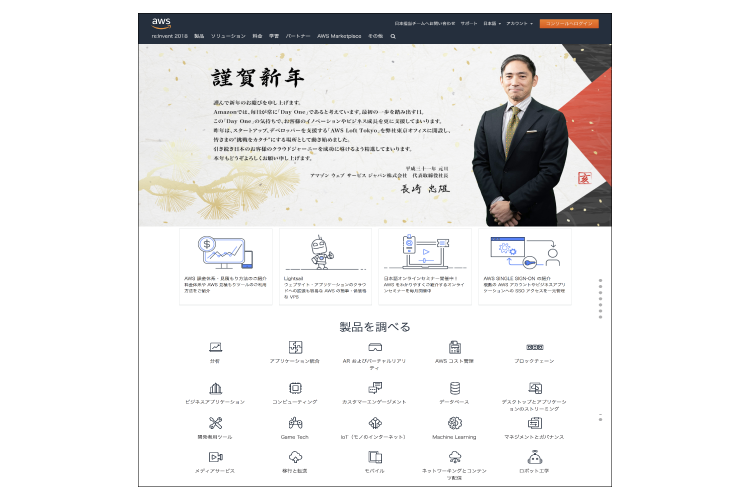 aws
日本担当チームへお問い合わせ サポート 日本語 アカウント コンソールへログイン
re:Invent 2018 製品 ソリューション 料金 学習 パートナー AWS Marketplace その他
謹賀新年
謹んで新年のお慶びを申し上げます。
Amazonでは、毎日が常に「Day One」であると考えています。最初の一歩を踏み出す日。
この「Day One」の気持ちで、お客様のイノベーションやビジネス成長を更に支援してまいります。
昨年は、スタートアップ、デベロッパーを支援する「AWS Loft Tokyo」を弊社東京オフィスに開設し、
皆さまの“挑戦をカタチ”にする場所として動き始めました。
引き続き日本のお客様のクラウドジャーニーを成功に導けるよう精進してまいります。
本年もどうぞよろしくお願い申し上げます。
平成三十一年 元旦
アマゾン ウェブ サービス ジャパン株式会社 代表取締役社長
長崎 忠雄
AWS 課金体系・見積もり方法のご紹介
料金体系や AWS 見積もりツールのご利用
方法をご紹介
Lightsail
ウェブサイト・アプリケーションのクラウ
ドへの拡張も容易な AWS の簡単・低価格
な VPS
日本語オンラインセミナー開催中！
AWS をわかりやすくご紹介するオンライ
ンセミナーを毎月開催中
AWS SINGLE SIGN-ON の紹介
複数の AWS アカウントやビジネスアプリ
ケーションへの SSO アクセスを一元管理
製品を調べる
分析
アプリケーション統合
AR およびバーチャルリアリ
ティ
AWS コスト管理
ブロックチェーン
ビジネスアプリケーション
コンピューティング
カスタマーエンゲージメント
データベース
デスクトップとアプリケーシ
ョンのストリーミング
開発者用ツール
Game Tech
IoT（モノのインターネット）
Machine Learning
マネジメントとガバナンス
メディアサービス
移行と転送
モバイル
ネットワーキングとコンテン
ツ配信
ロボット工学